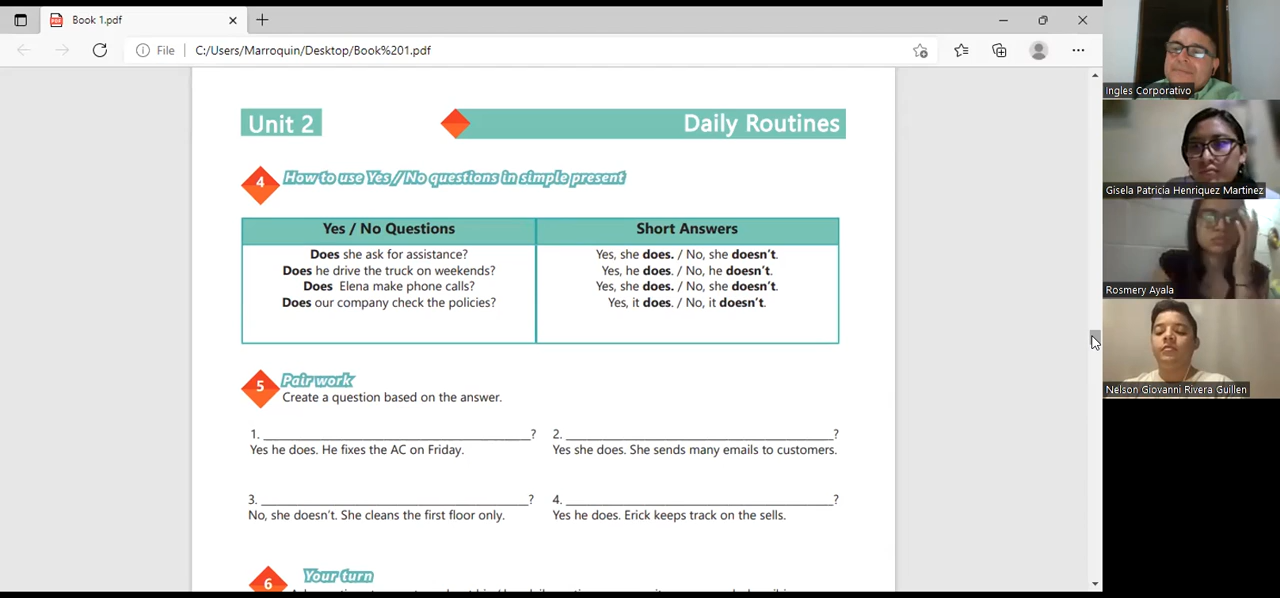 Book 1.pdf
File
C:/Users/Marroquin/Desktop/Book%201.pdf
Unit 2
Daily Routines
4
How to use Yes / No questions in simple present
Yes / No Questions
Short Answers
Does she ask for assistance?
Yes, she does. / No, she doesn't.
Does he drive the truck on weekends?
Yes, he does. / No, he doesn't.
Does Elena make phone calls?
Yes, she does. / No, she doesn't.
Does our company check the policies?
Yes, it does. / No, it doesn't.
5
Pair work
Create a question based on the answer.
1. ________________________________________?
2. ________________________________________?
Yes he does. He fixes the AC on Friday.
Yes she does. She sends many emails to customers.
3. ________________________________________?
4. ________________________________________?
No, she doesn't. She cleans the first floor only.
Yes he does. Erick keeps track on the sells.
6
Your turn
Ingles Corporativo
Gisela Patricia Henriquez Martinez
Rosmery Ayala
Nelson Giovanni Rivera Guillen